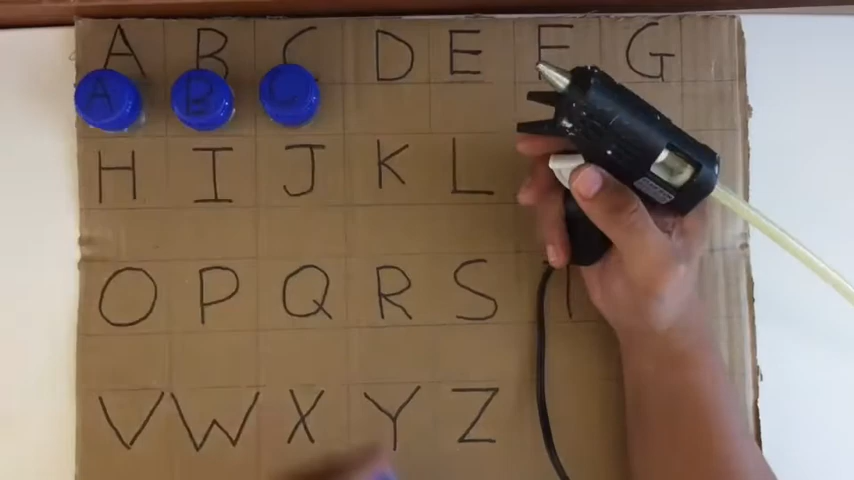 A B C D E F G
A B C
H I J K L
O P Q R S
V W X Y Z